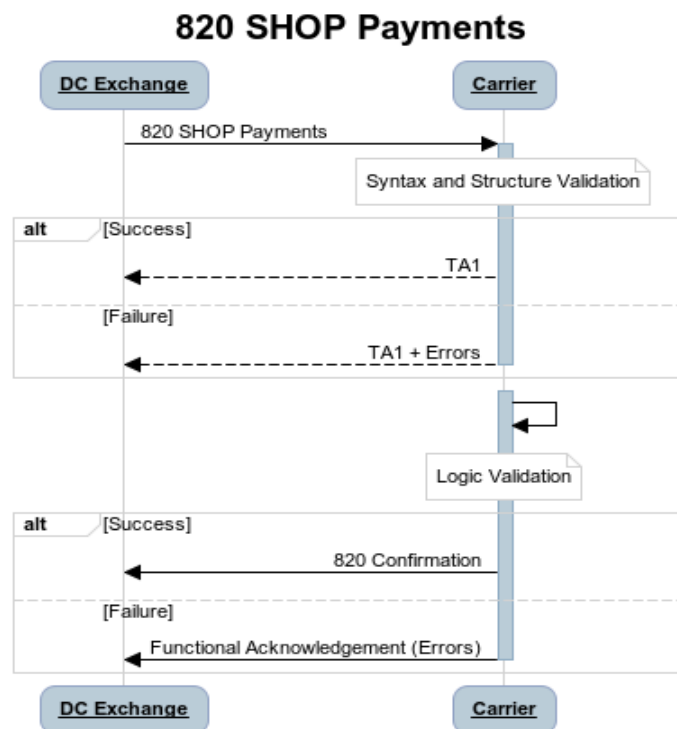 820 SHOP Payments
DC Exchange
Carrier
820 SHOP Payments
Syntax and Structure Validation
alt
[Success]
TA1
[Failure]
TA1 + Errors
Logic Validation
alt
[Success]
820 Confirmation
[Failure]
Functional Acknowledgement (Errors)
DC Exchange
Carrier